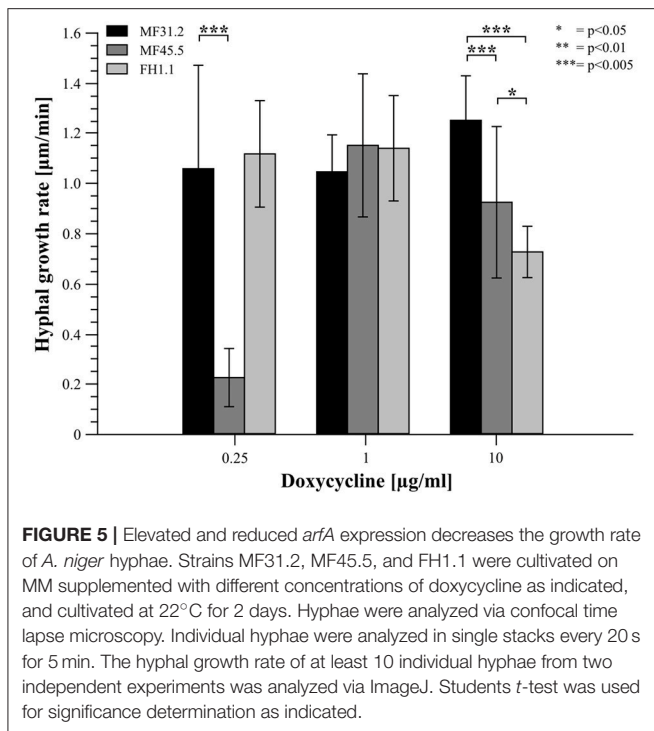 MF31.2
MF45.5
FH1.1
***
***
***
*
* = p<0.05
** = p<0.01
***= p<0.005
Hyphal growth rate [µm/min]
1.6
1.4
1.2
1.0
0.8
0.6
0.4
0.2
0
0.25
1
10
Doxycycline [µg/ml]
FIGURE 5 | Elevated and reduced arfA expression decreases the growth rate
of A. niger hyphae. Strains MF31.2, MF45.5, and FH1.1 were cultivated on
MM supplemented with different concentrations of doxycycline as indicated,
and cultivated at 22°C for 2 days. Hyphae were analyzed via confocal time
lapse microscopy. Individual hyphae were analyzed in single stacks every 20 s
for 5 min. The hyphal growth rate of at least 10 individual hyphae from two
independent experiments was analyzed via ImageJ. Students t-test was used
for significance determination as indicated.